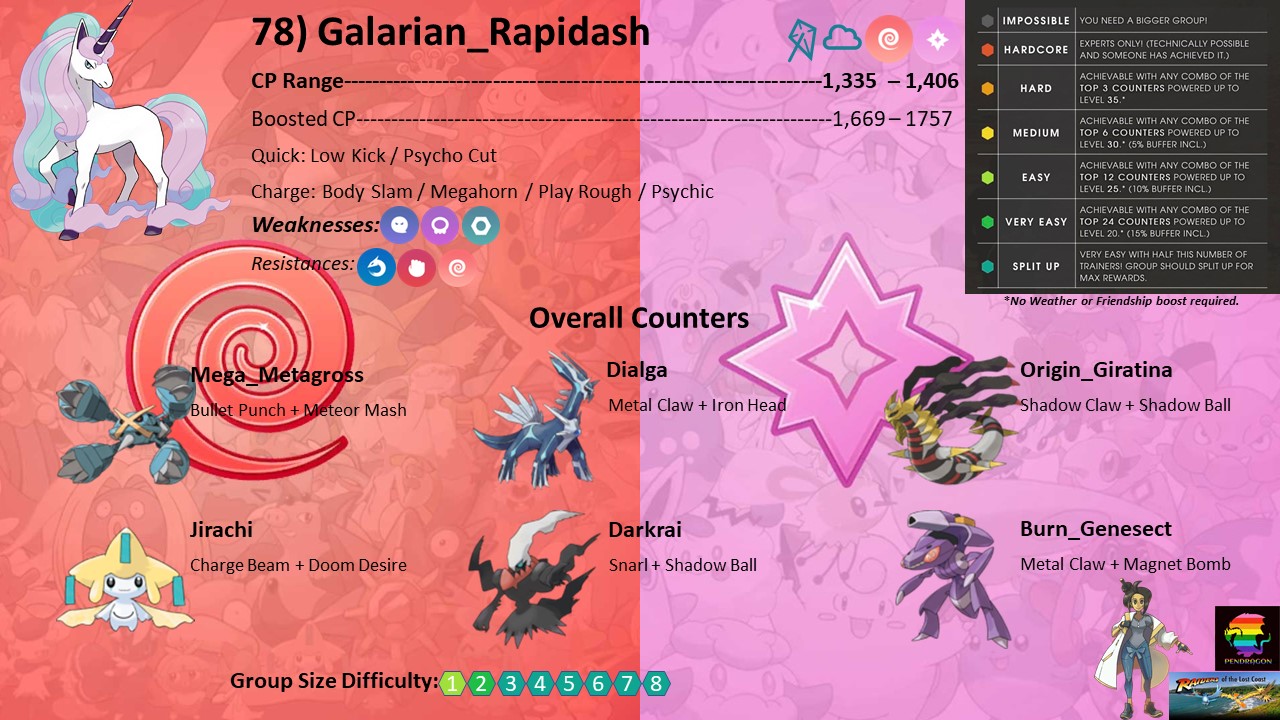 78) Galarian_Rapidash
CP Range--------------------------------------------------------------------1,335 – 1,406
Boosted CP--------------------------------------------------------------------1,669 – 1757
Quick: Low Kick / Psycho Cut
Charge: Body Slam / Megahorn / Play Rough / Psychic
Weaknesses:
Resistances:
IMPOSSIBLE YOU NEED A BIGGER GROUP!
HARDCORE EXPERTS ONLY! (TECHNICALLY POSSIBLE
AND SOMEONE HAS ACHIEVED IT.)
HARD ACHIEVABLE WITH ANY COMBO OF THE
TOP 3 COUNTERS POWERED UP TO
LEVEL 35.*
MEDIUM ACHIEVABLE WITH ANY COMBO OF THE
TOP 6 COUNTERS POWERED UP TO
LEVEL 30.* (5% BUFFER INCL.)
EASY ACHIEVABLE WITH ANY COMBO OF THE
TOP 12 COUNTERS POWERED UP TO
LEVEL 25.* (10% BUFFER INCL.)
VERY EASY ACHIEVABLE WITH ANY COMBO OF THE
TOP 24 COUNTERS POWERED UP TO
LEVEL 20.* (15% BUFFER INCL.)
SPLIT UP VERY EASY WITH HALF THIS NUMBER OF
TRAINERS! GROUP SHOULD SPLIT UP FOR
MAX REWARDS.
*No Weather or Friendship boost required.
Overall Counters
Mega_Metagross
Bullet Punch + Meteor Mash
Dialga
Metal Claw + Iron Head
Origin_Giratina
Shadow Claw + Shadow Ball
Jirachi
Charge Beam + Doom Desire
Darkrai
Snarl + Shadow Ball
Burn_Genesect
Metal Claw + Magnet Bomb
Group Size Difficulty: 1 2 3 4 5 6 7 8
PENDRAGON
RAIDERS of the Lost Coast